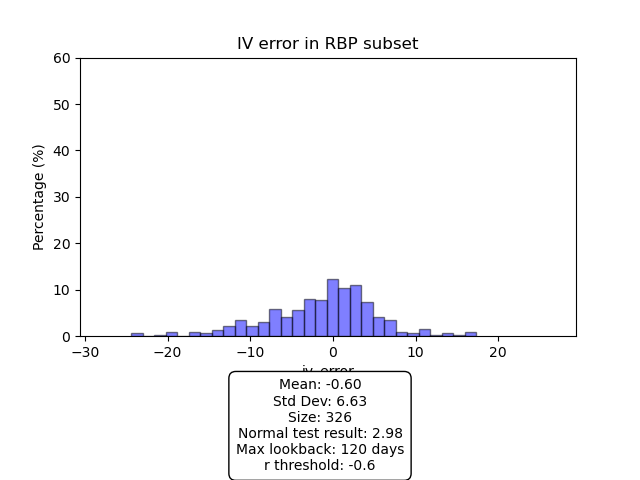 IV error in RBP subset
60
50
40
30
20
10
0
Percentage (%)
−30
−20
−10
0
10
20
iv_error
Mean: -0.60
Std Dev: 6.63
Size: 326
Normal test result: 2.98
Max lookback: 120 days
r threshold: -0.6